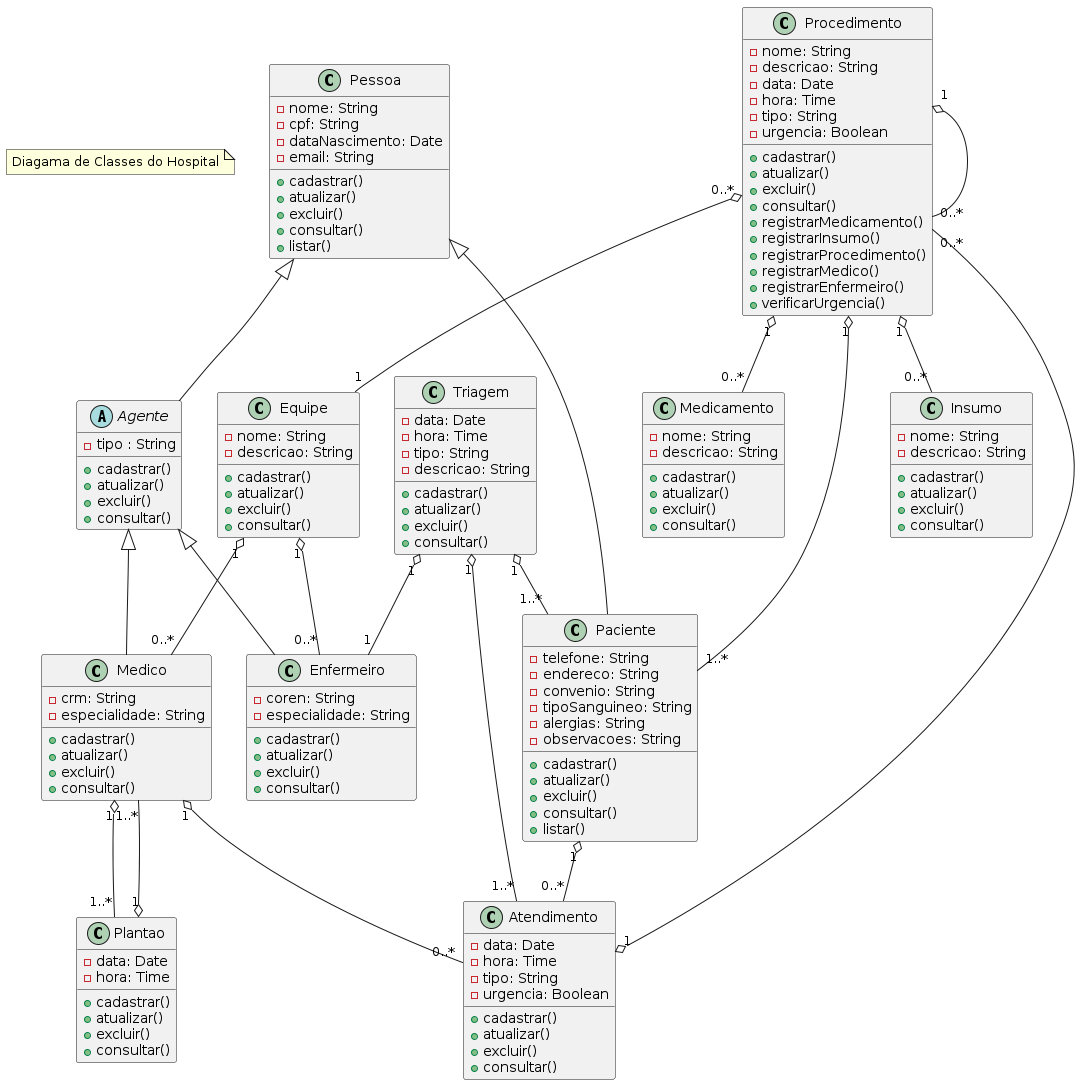 Diagama de Classes do Hospital
C Pessoa
nome: String
cpf: String
dataNascimento: Date
email: String
cadastrar()
atualizar()
excluir()
consultar()
listar()
C Procedimento
nome: String
descricao: String
data: Date
hora: Time
tipo: String
urgencia: Boolean
cadastrar()
atualizar()
excluir()
consultar()
registrarMedicamento()
registrarInsumo()
registrarProcedimento()
registrarMedico()
registrarEnfermeiro()
verificarUrgencia()
1
0..*
0..*
0..*
1
1
1
1
0..*
0..*
A Agente
tipo : String
cadastrar()
atualizar()
excluir()
consultar()
C Equipe
nome: String
descricao: String
cadastrar()
atualizar()
excluir()
consultar()
C Triagem
data: Date
hora: Time
tipo: String
descricao: String
cadastrar()
atualizar()
excluir()
consultar()
C Medicamento
nome: String
descricao: String
cadastrar()
atualizar()
excluir()
consultar()
C Insumo
nome: String
descricao: String
cadastrar()
atualizar()
excluir()
consultar()
1
1
1
1
1
0..*
0..*
1
1..*
1..*
C Medico
crm: String
especialidade: String
cadastrar()
atualizar()
excluir()
consultar()
C Enfermeiro
coren: String
especialidade: String
cadastrar()
atualizar()
excluir()
consultar()
C Paciente
telefone: String
endereco: String
convenio: String
tipoSanguineo: String
alergias: String
observacoes: String
cadastrar()
atualizar()
excluir()
consultar()
listar()
1
1..*
1
1
1..*
1
1..*
0..*
0..*
1
C Plantao
data: Date
hora: Time
cadastrar()
atualizar()
excluir()
consultar()
C Atendimento
data: Date
hora: Time
tipo: String
urgencia: Boolean
cadastrar()
atualizar()
excluir()
consultar()